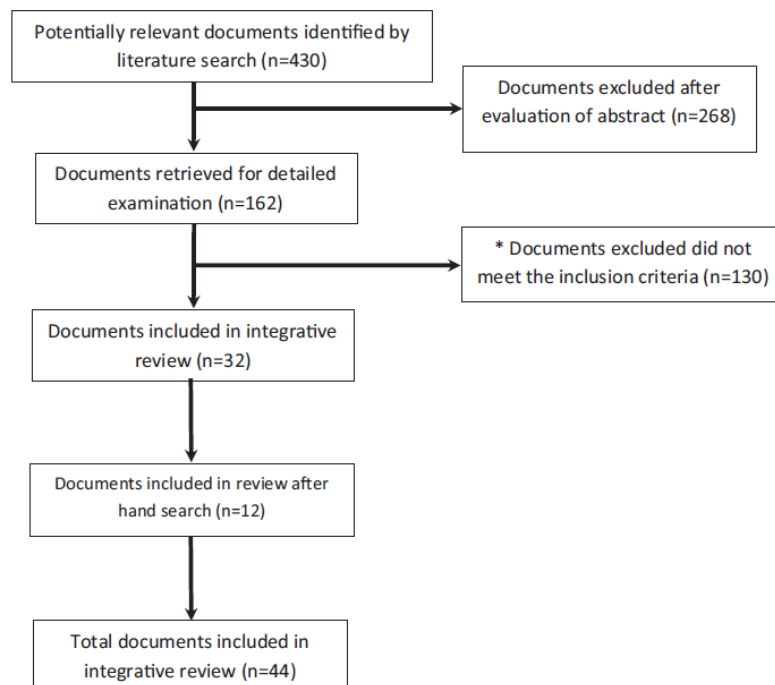 Potentially relevant documents identified by
literature search (n=430)
Documents excluded after
evaluation of abstract (n=268)
Documents retrieved for detailed
examination (n=162)
* Documents excluded did not
meet the inclusion criteria (n=130)
Documents included in integrative
review (n=32)
Documents included in review after
hand search (n=12)
Total documents included in
integrative review (n=44)